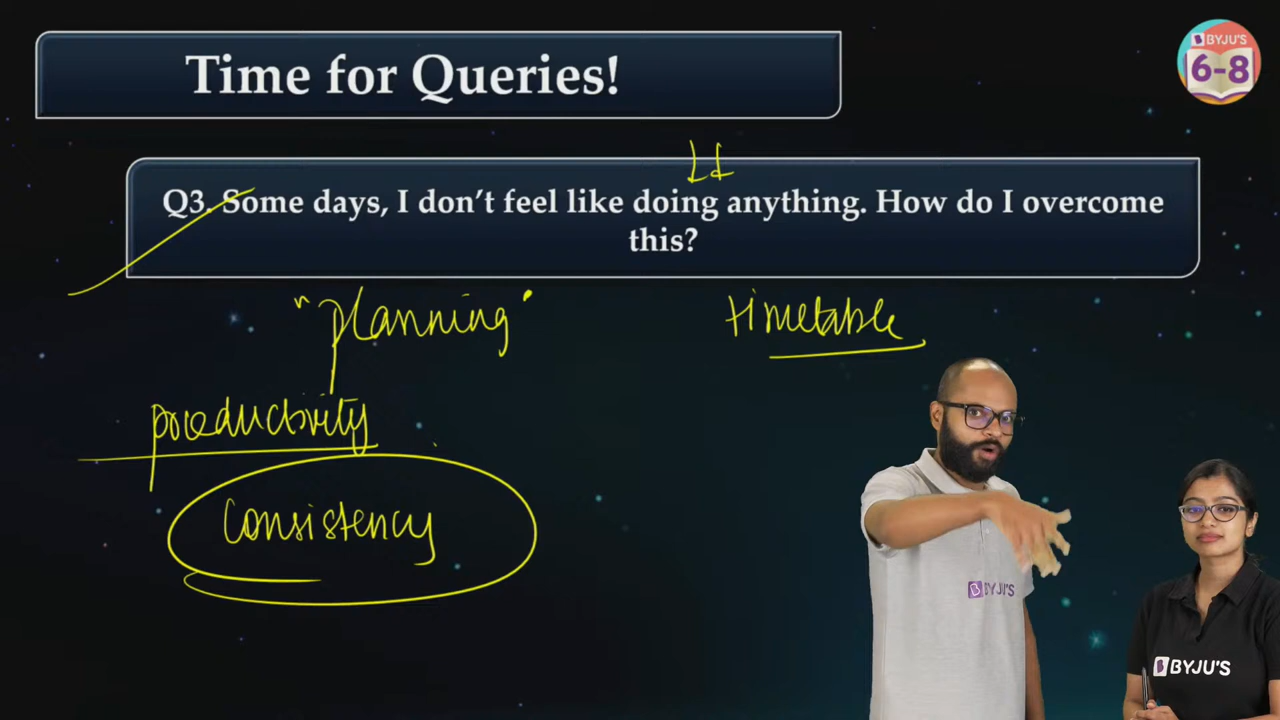 BYJU'S
6-8
Time for Queries!
Q3. Some days, I don't feel like doing anything. How do I overcome
this?
"planning"
timetable
productivity
consistency
BYJU'S
BYJU'S